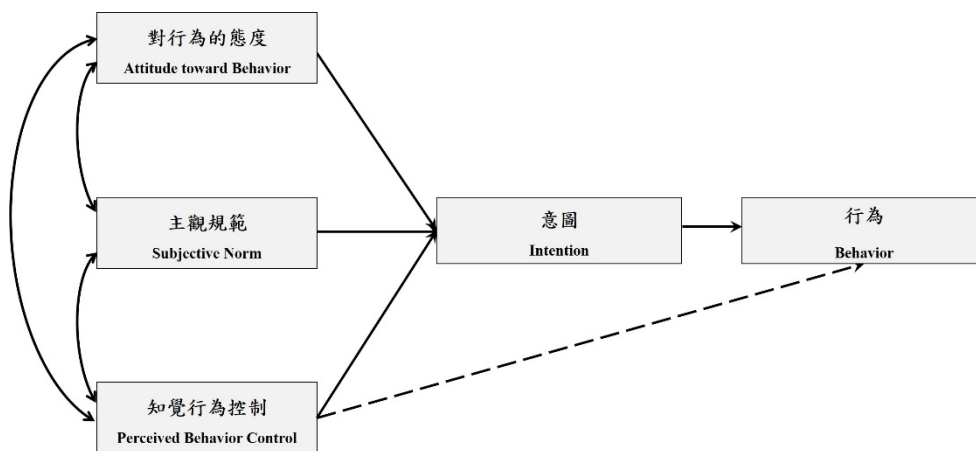 對行為的態度
Attitude toward Behavior
主觀規範
Subjective Norm
意圖
Intention
行為
Behavior
知覺行為控制
Perceived Behavior Control